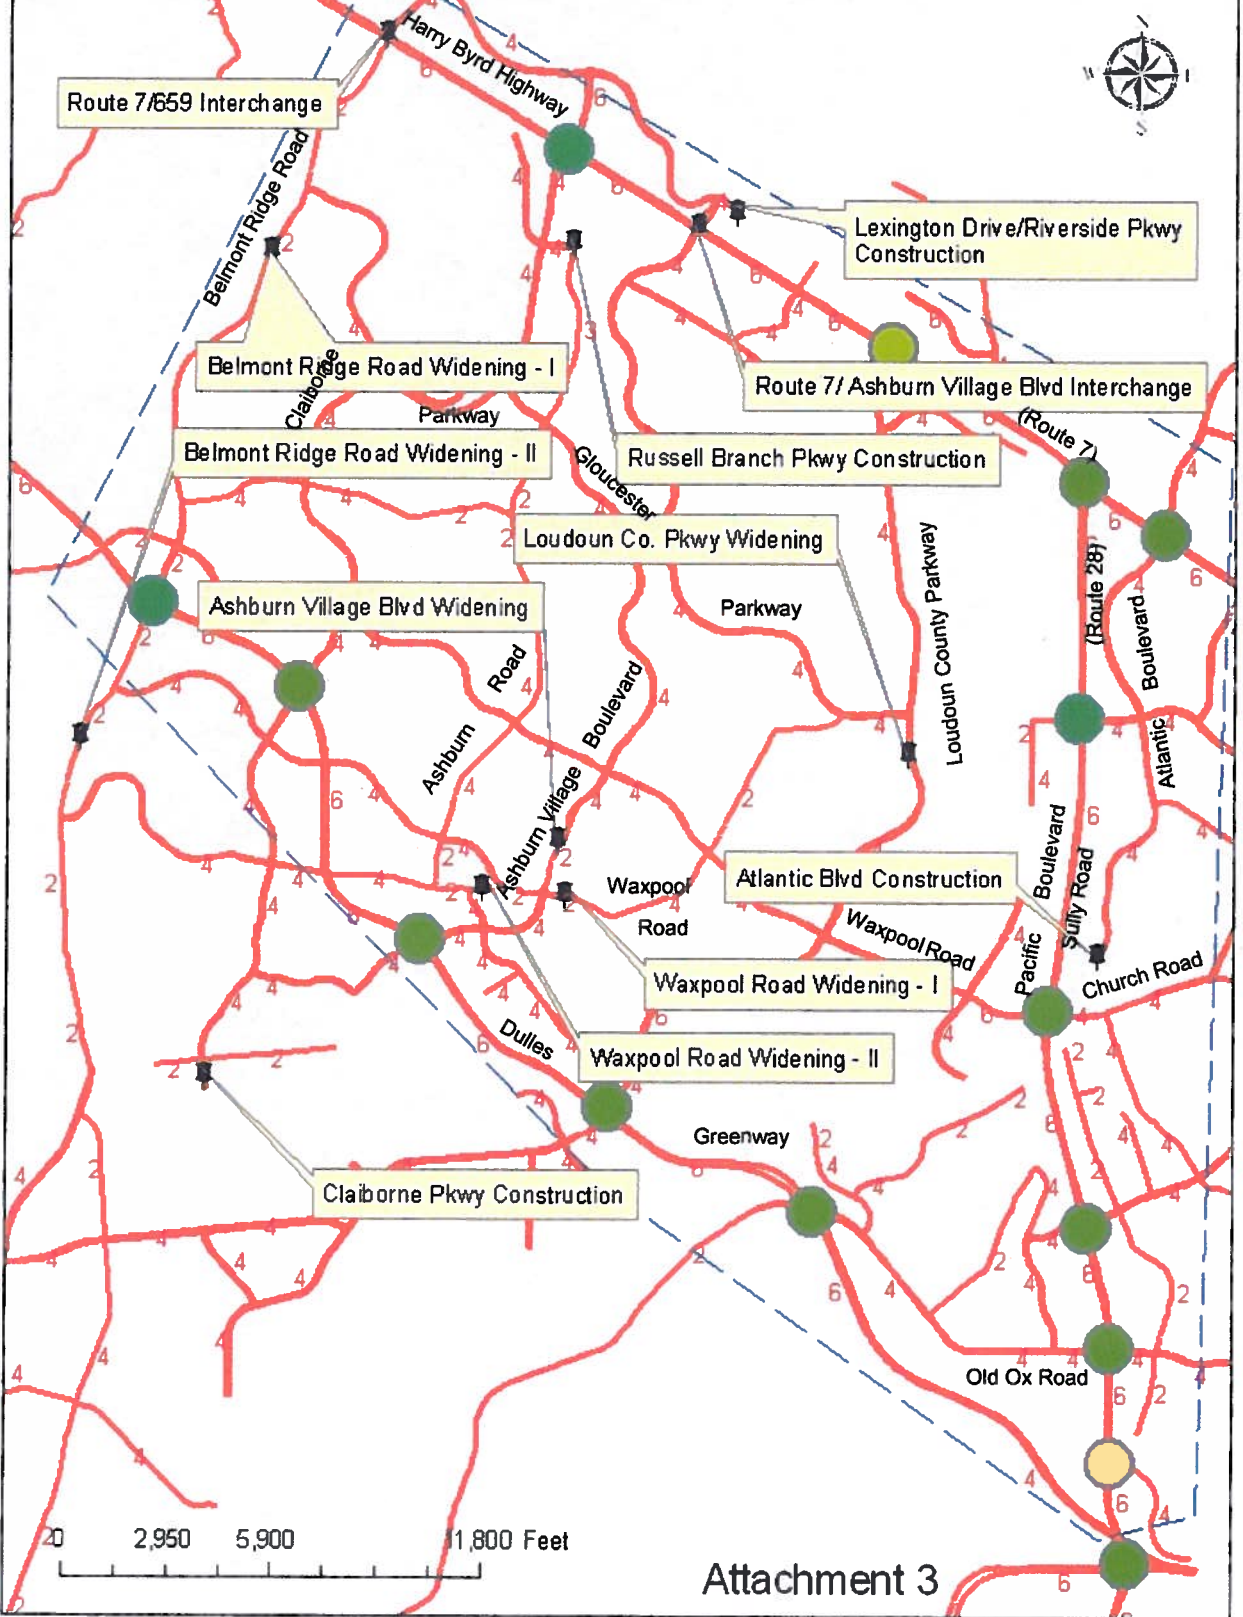 Harry Byrd Highway
Route 7/659 Interchange
Belmont Ridge Road
Lexington Drive/Riverside Pkwy
Construction
Belmont Ridge Road Widening - I
Claiborne
Parkway
Route 7/ Ashburn Village Blvd Interchange
(Route 7)
Belmont Ridge Road Widening - II
Gloucester
Russell Branch Pkwy Construction
Loudoun Co. Pkwy Widening
Loudoun County Parkway
(Route 28)
Ashburn Village Blvd Widening
Parkway
Boulevard
Atlantic
Road
Ashburn
Boulevard
Ashburn Village
Atlantic Blvd Construction
Boulevard
Pacific
Sully Road
Waxpool
Road
Waxpool Road
Church Road
Waxpool Road Widening - I
Dulles
Waxpool Road Widening - II
Greenway
Claiborne Pkwy Construction
Old Ox Road
0 2,950 5,900 11,800 Feet
Attachment 3